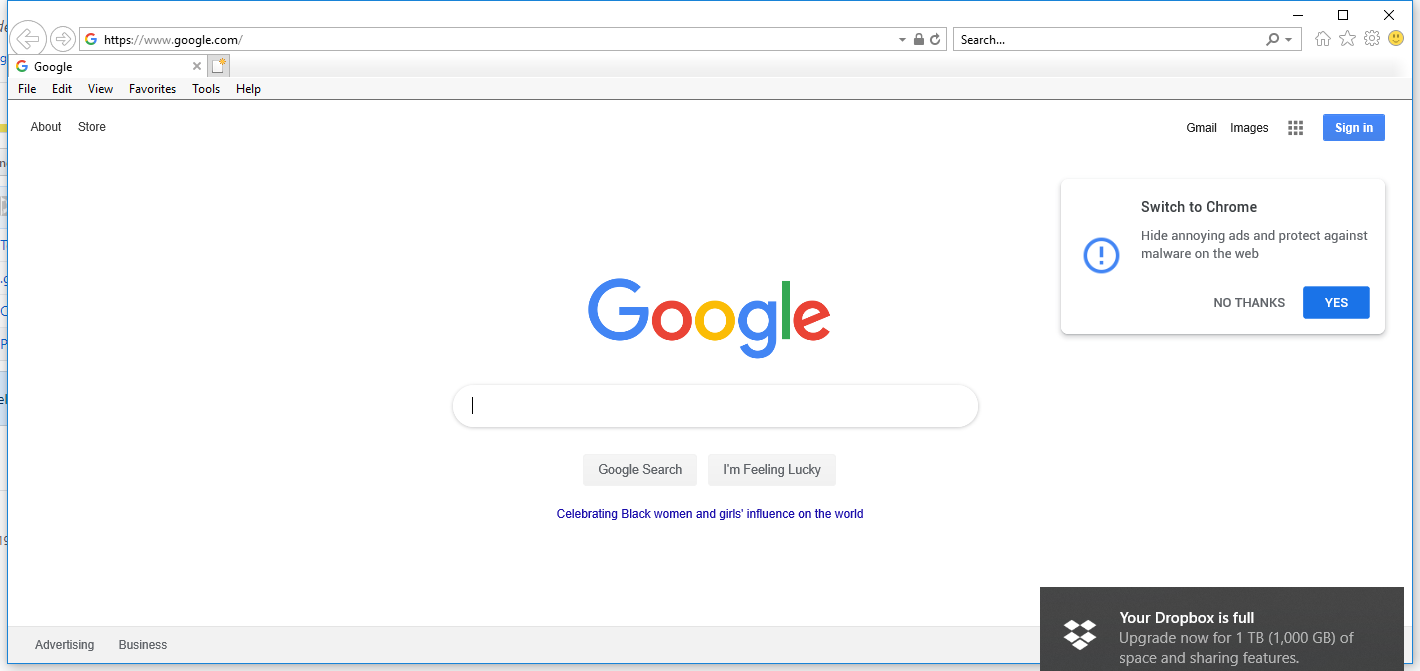 https://www.google.com/
Search...
Google
File Edit View Favorites Tools Help
About Store
Gmail Images Sign in
Switch to Chrome
Hide annoying ads and protect against
malware on the web
NO THANKS YES
Google
Google Search I'm Feeling Lucky
Celebrating Black women and girls' influence on the world
Advertising Business
Your Dropbox is full
Upgrade now for 1 TB (1,000 GB) of
space and sharing features.